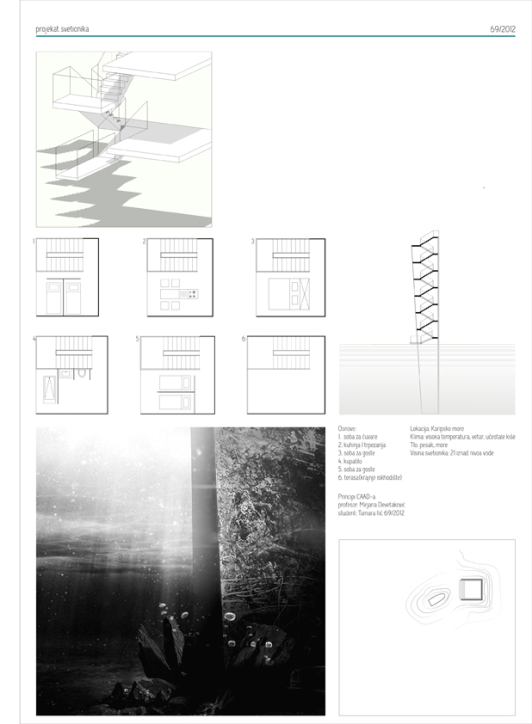 projekat svetionika
69/2012
1
2
3
4
5
6
Osnove:
1. soba za čuvare
2. kuhinja i trpezarija
3. soba za goste
4. kupatilo
5. soba za goste
6. terasa(krajnje ishodište)
Principi CAAD-a
profesor: Mirjana Devetaković
student: Tamara Ilić 69/2012
Lokacija: Karipsko more
Klima: visoka temperatura, vetar, učestale kiše
Tlo: pesak, more
Visina svetionika: 21 iznad nivoa vode